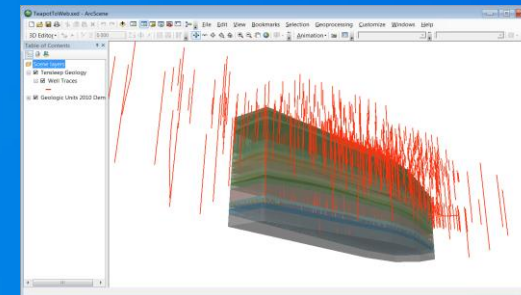 TeapotToWeb.sxd - ArcScene
File Edit View Bookmarks Selection Geoprocessing Customize Windows Help
3D Editor
Animation
Table of Contents
Scene layers
Tensleep Geology
Well Traces
Geologic Units 2010 Dem